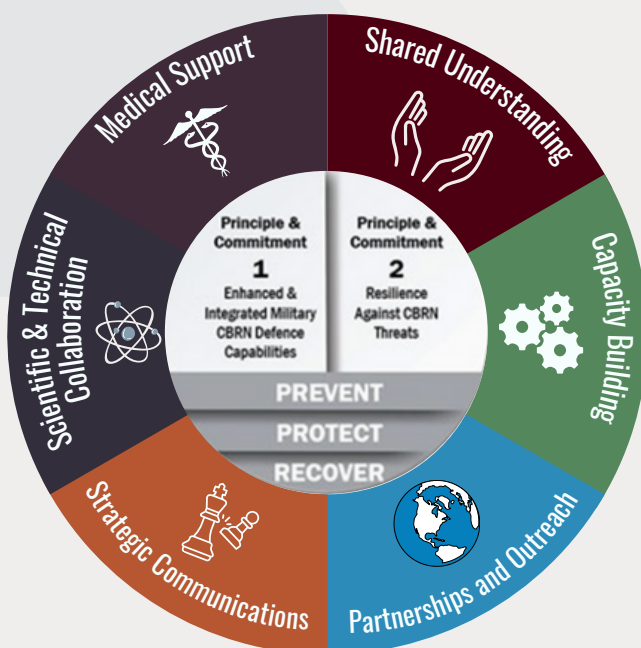 Medical Support
Shared Understanding
Capacity Building
Partnerships and Outreach
Strategic Communications
Scientific & Technical
Collaboration
Principle &
Commitment
1
Enhanced &
Integrated Military
CBRN Defence
Capabilities
Principle &
Commitment
2
Resilience
Against CBRN
Threats
PREVENT
PROTECT
RECOVER